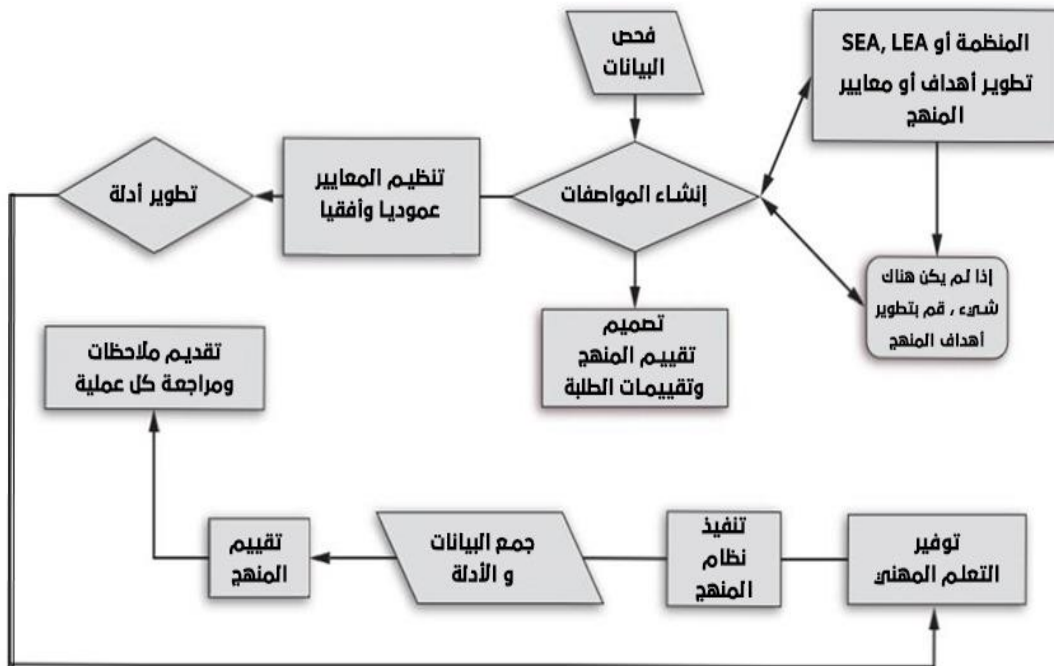 فحص
البيانات
المنظمة أو SEA, LEA
تطوير أهداف أو معايير
المنهج
إنشاء المواصفات
تنظيم المعايير
عموديا وأفقيا
تطوير أدلة
إذا لم يكن هناك
شيء ، قم بتطوير
أهداف المنهج
تصميم
تقييم المنهج
وتقييمات الطلبة
تقديم ملاحظات
ومراجعة كل عملية
توفير
التعلم المهني
تنفيذ
نظام
المنهج
جمع البيانات
و الأدلة
تقييم
المنهج